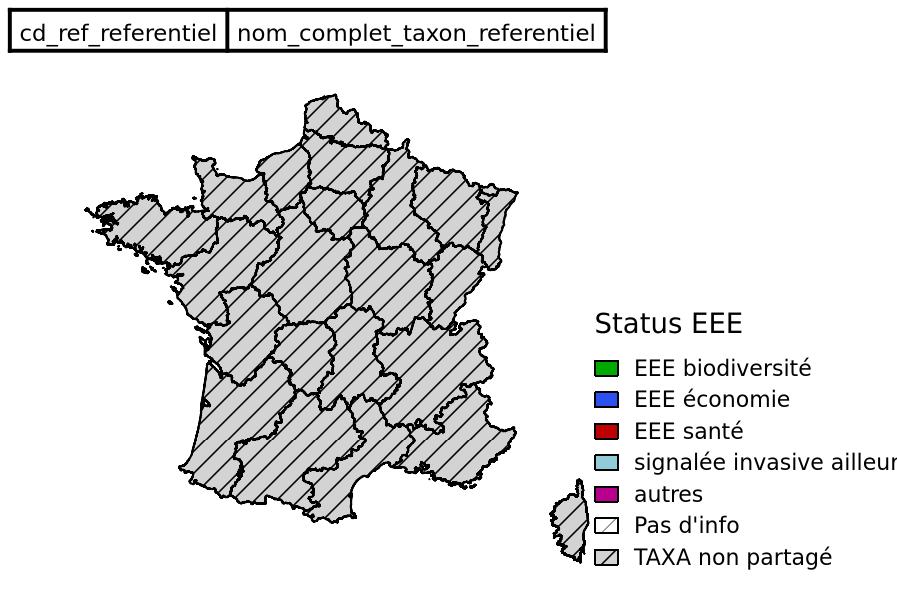 cd_ref_referentiel nom_complet_taxon_referentiel
Status EEE
EEE biodiversité
EEE économie
EEE santé
signalée invasive ailleur
autres
Pas d'info
TAXA non partagé